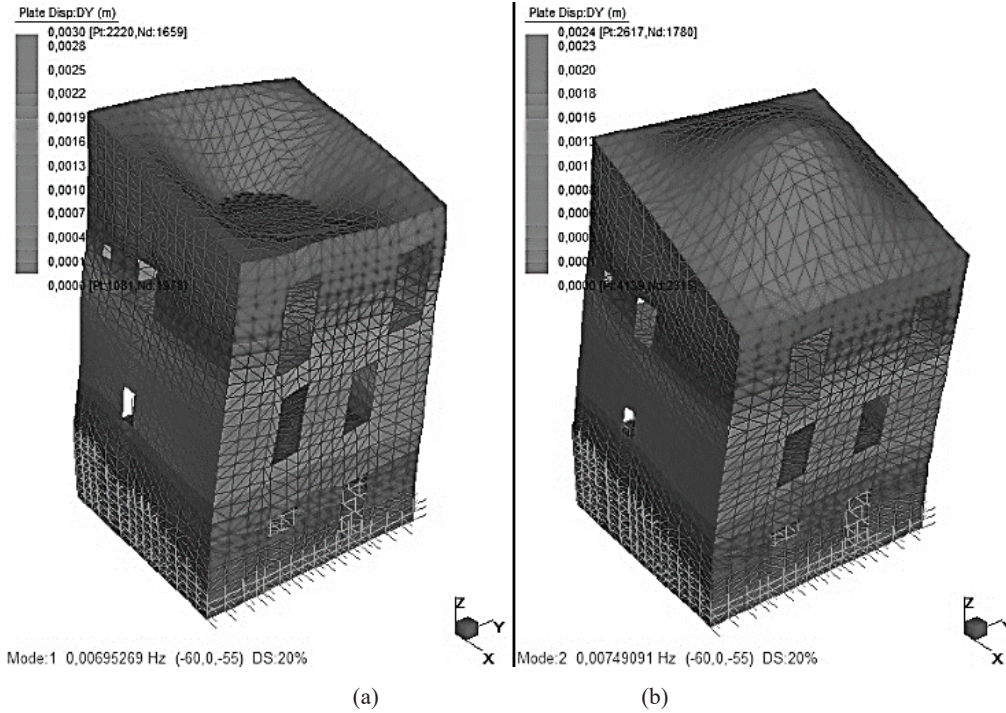 Plate Disp:DY (m)
0,0030 [Pt:2220,Nd:1659]
0,0028
0,0025
0,0022
0,0019
0,0016
0,0013
0,0010
0,0007
0,0004
0,0001
Z
Y
X
Mode:1 0,00695269 Hz (-60,0,-55) DS:20%
(a)
Plate Disp:DY (m)
0,0024 [Pt:2617,Nd:1780]
0,0023
0,0020
0,0018
0,0016
Z
Y
X
Mode:2 0,00749091 Hz (-60,0,-55) DS:20%
(b)